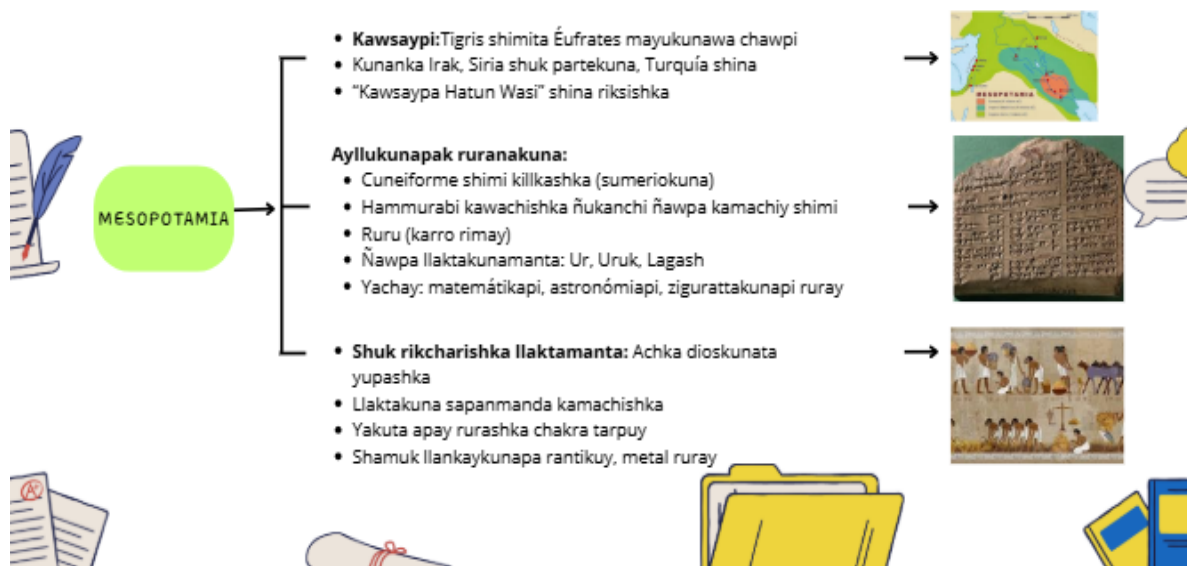 MESOPOTAMIA
• Kawsaypi:Tigris shimita Éufrates mayukunawa chawpi
• Kunanka Irak, Siria shuk partekuna, Turquía shina
• “Kawsaypa Hatun Wasi” shina riksishka
Ayllukunapak ruranakuna:
• Cuneiforme shimi killkashka (sumeriokuna)
• Hammurabi kawachishka ñukanchi ñawpa kamachiy shimi
• Ruru (karro rimay)
• Ñawpa llaktakunamanta: Ur, Uruk, Lagash
• Yachay: matemátikapi, astronómiapi, zigurattakunapi ruray
• Shuk rikcharishka llaktamanta: Achka dioskunata
yupashka
• Llaktakuna sapanmanda kamachishka
• Yakuta apay rurashka chakra tarpuy
• Shamuk llankaykunapa rantikuy, metal ruray
MESOPOTAMIA
A+